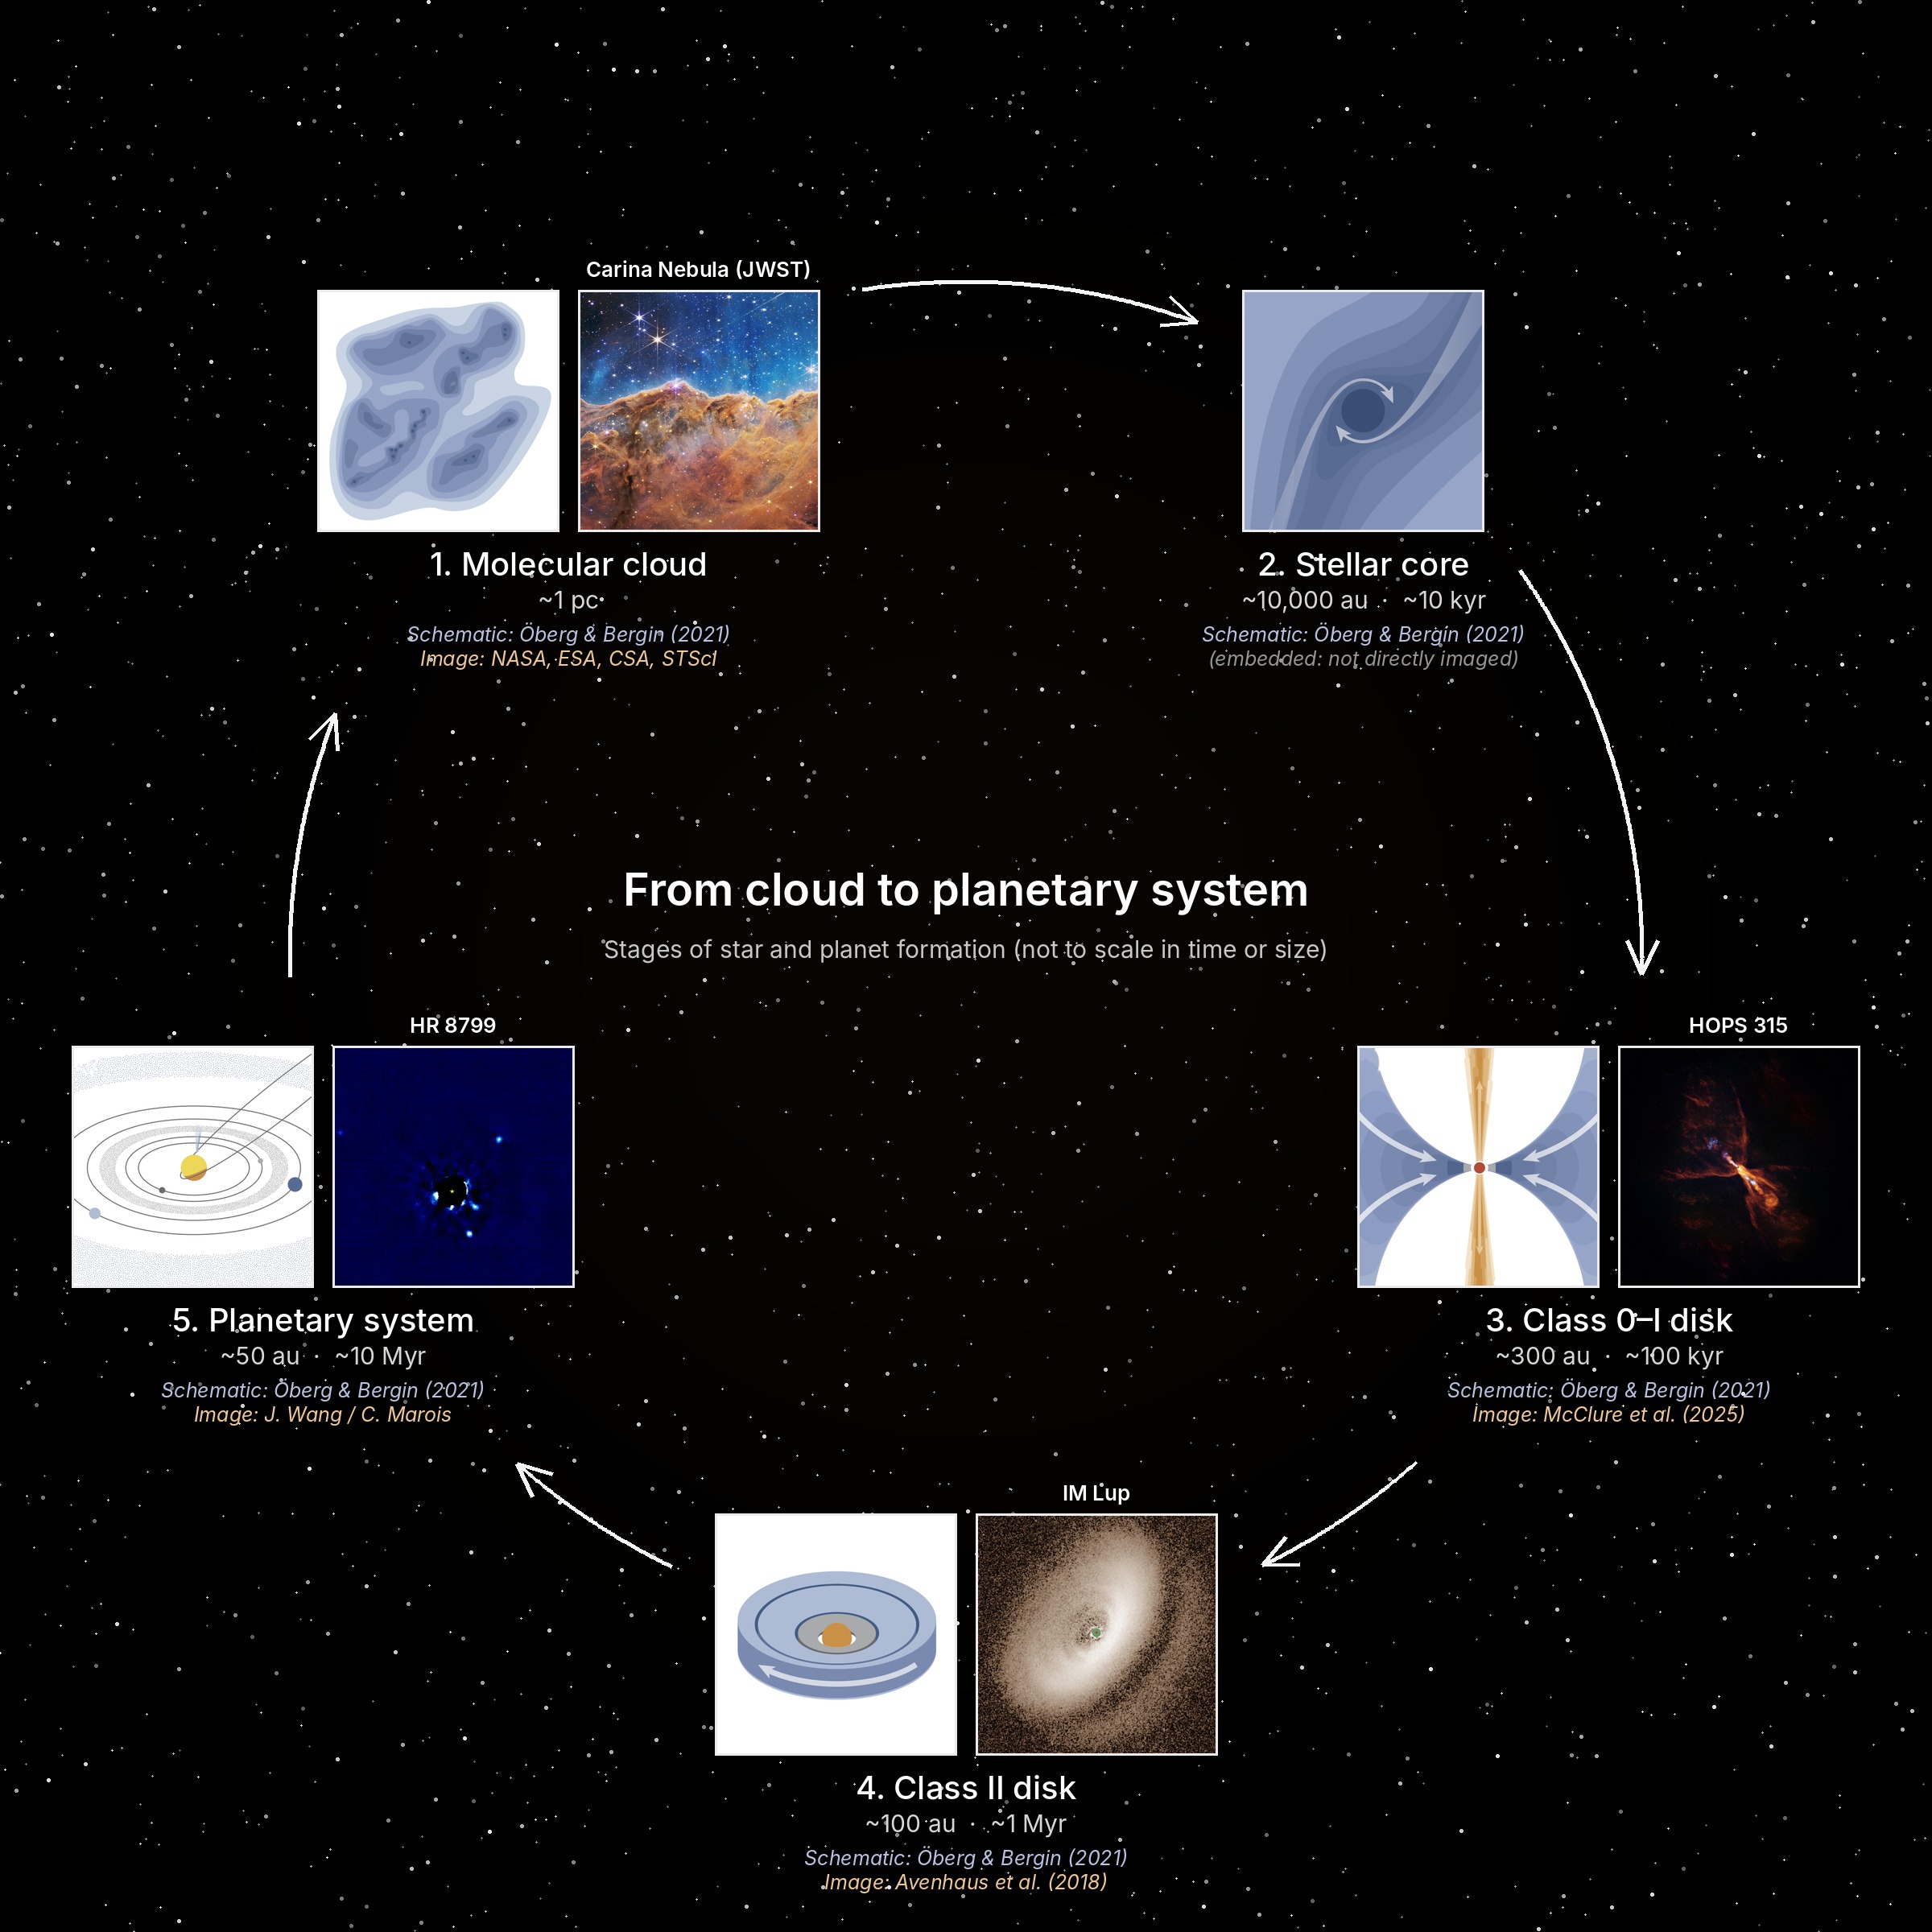 Carina Nebula (JWST)
1. Molecular cloud
~1 pc
Schematic: Öberg & Bergin (2021)
Image: NASA, ESA, CSA, STScI
2. Stellar core
~10,000 au · ~10 kyr
Schematic: Öberg & Bergin (2021)
(embedded: not directly imaged)
From cloud to planetary system
Stages of star and planet formation (not to scale in time or size)
HOPS 315
3. Class 0–I disk
~300 au · ~100 kyr
Schematic: Öberg & Bergin (2021)
Image: McClure et al. (2025)
IM Lup
4. Class II disk
~100 au · ~1 Myr
Schematic: Öberg & Bergin (2021)
Image: Avenhaus et al. (2018)
HR 8799
5. Planetary system
~50 au · ~10 Myr
Schematic: Öberg & Bergin (2021)
Image: J. Wang / C. Marois